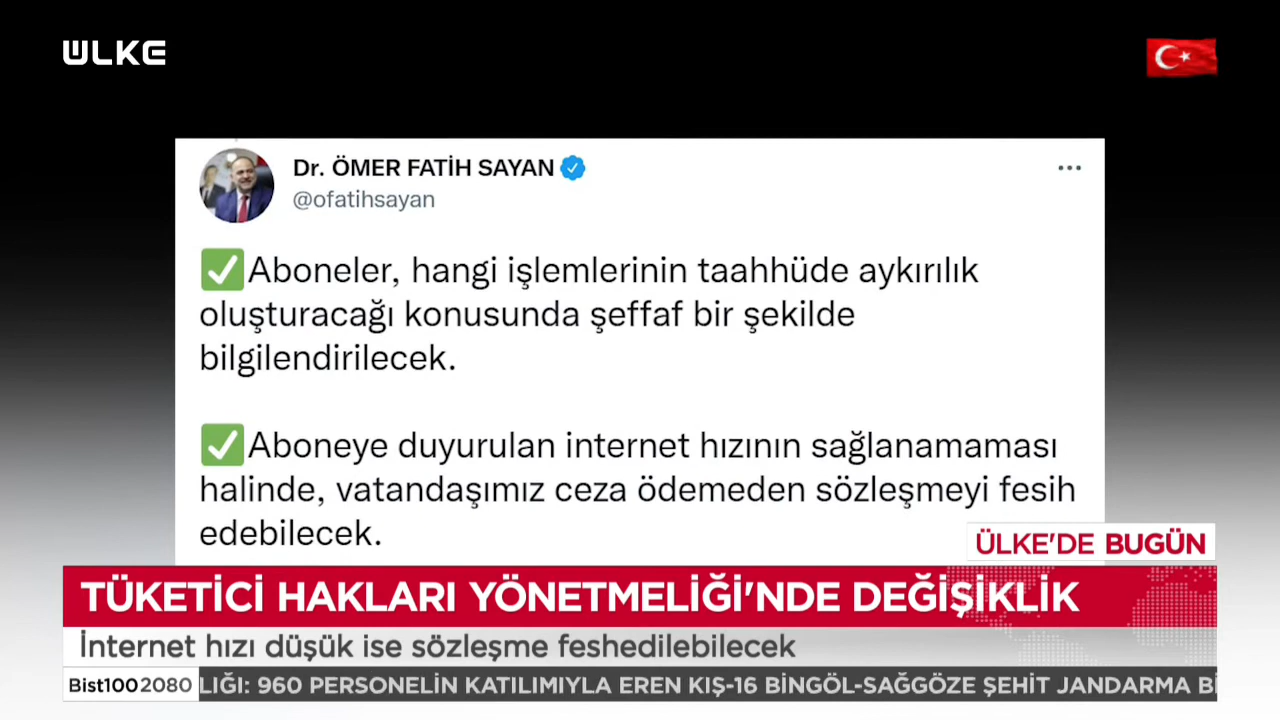 ÜLKE
Dr. ÖMER FATİH SAYAN
@ofatihsayan
✅Aboneler, hangi işlemlerinin taahhüde aykırılık
oluşturacağı konusunda şeffaf bir şekilde
bilgilendirilecek.
✅Aboneye duyurulan internet hızının sağlanamaması
halinde, vatandaşımız ceza ödemeden sözleşmeyi fesih
edebilecek.
ÜLKE'DE BUGÜN
TÜKETİCİ HAKLARI YÖNETMELİĞİ'NDE DEĞİŞİKLİK
İnternet hızı düşük ise sözleşme feshedilebilecek
Bist100 2080 LIĞI: 960 PERSONELİN KATILIMIYLA EREN KIŞ-16 BİNGÖL-SAĞGÖZE ŞEHİT JANDARMA Bİ